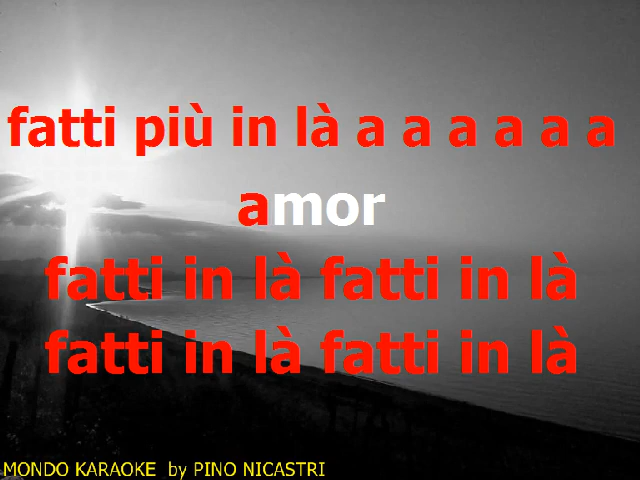 fatti più in là a a a a a a
amor
fatti in là fatti in là
fatti in là fatti in là
MONDO KARAOKE by PINO NICASTRI